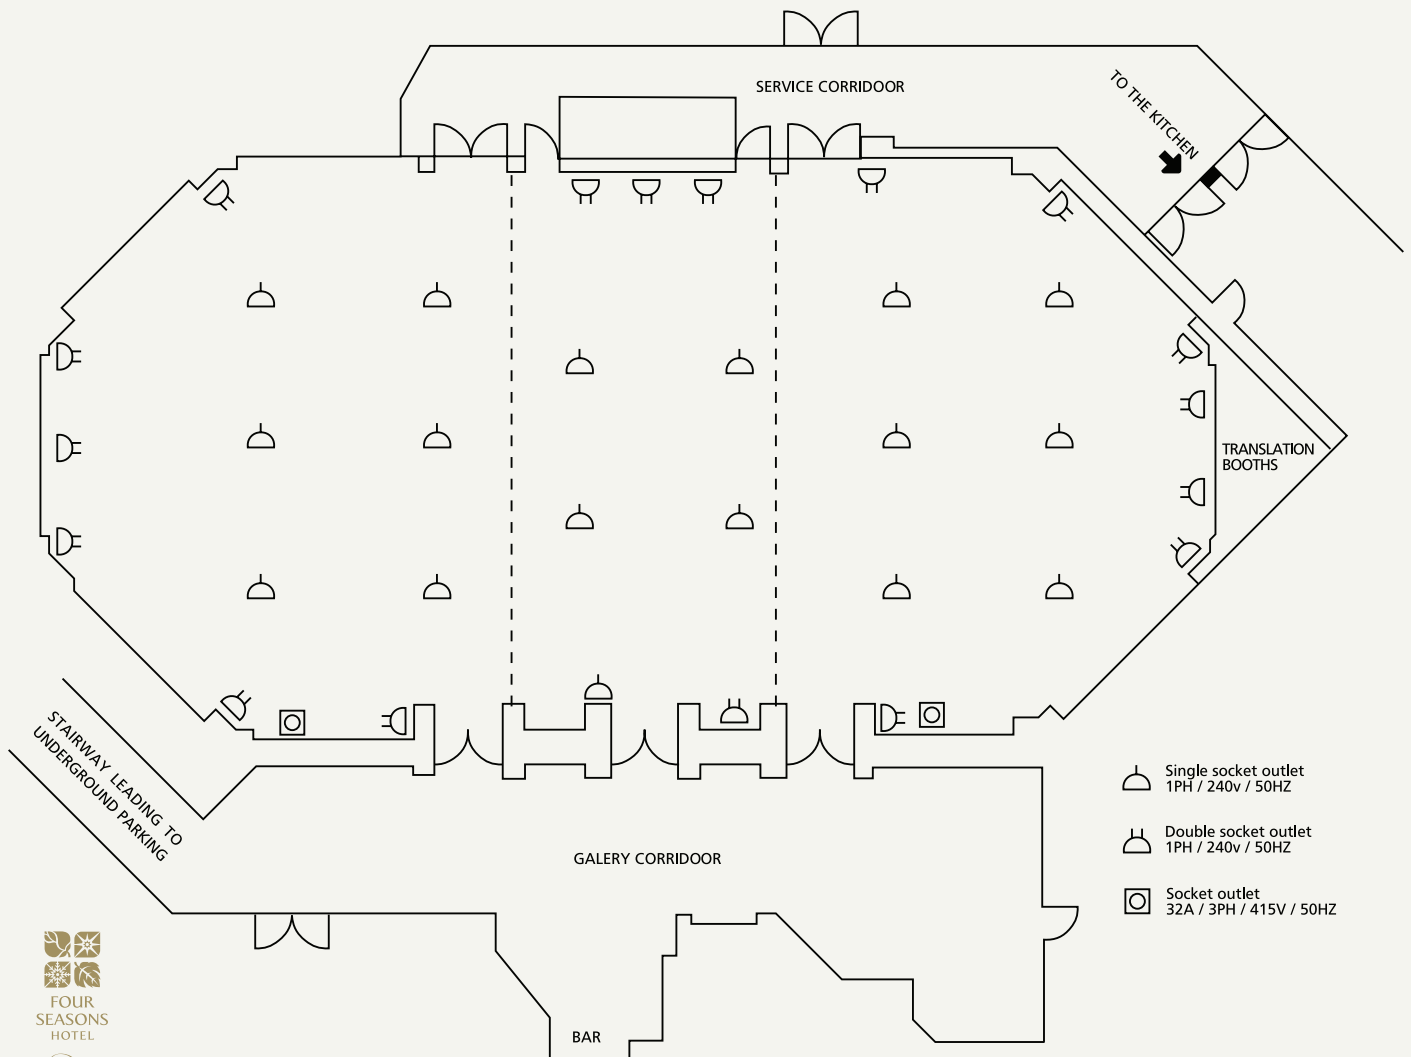 SERVICE CORRIDOOR
TO THE KITCHEN
TRANSLATION
BOOTHS
STAIRWAY LEADING TO
UNDERGROUND PARKING
GALERY CORRIDOOR
Single socket outlet
1PH / 240v / 50HZ
Double socket outlet
1PH / 240v / 50HZ
Socket outlet
32A / 3PH / 415V / 50HZ
FOUR
SEASONS
HOTEL
BAR